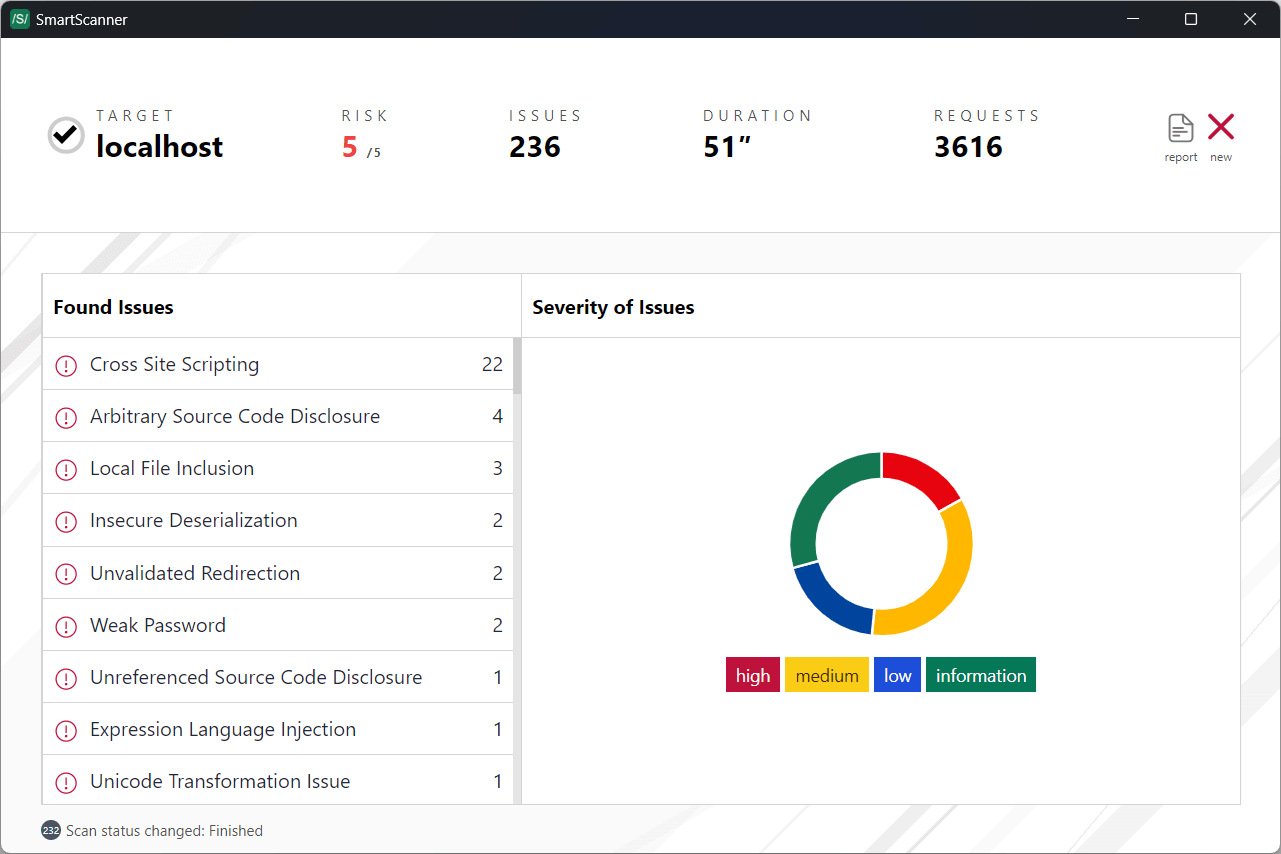 /S/ SmartScanner
TARGET
localhost
RISK
5 /5
ISSUES
236
DURATION
51″
REQUESTS
3616
report
new
Found Issues
Cross Site Scripting 22
Arbitrary Source Code Disclosure 4
Local File Inclusion 3
Insecure Deserialization 2
Unvalidated Redirection 2
Weak Password 2
Unreferenced Source Code Disclosure 1
Expression Language Injection 1
Unicode Transformation Issue 1
Severity of Issues
high medium low information
232 Scan status changed: Finished